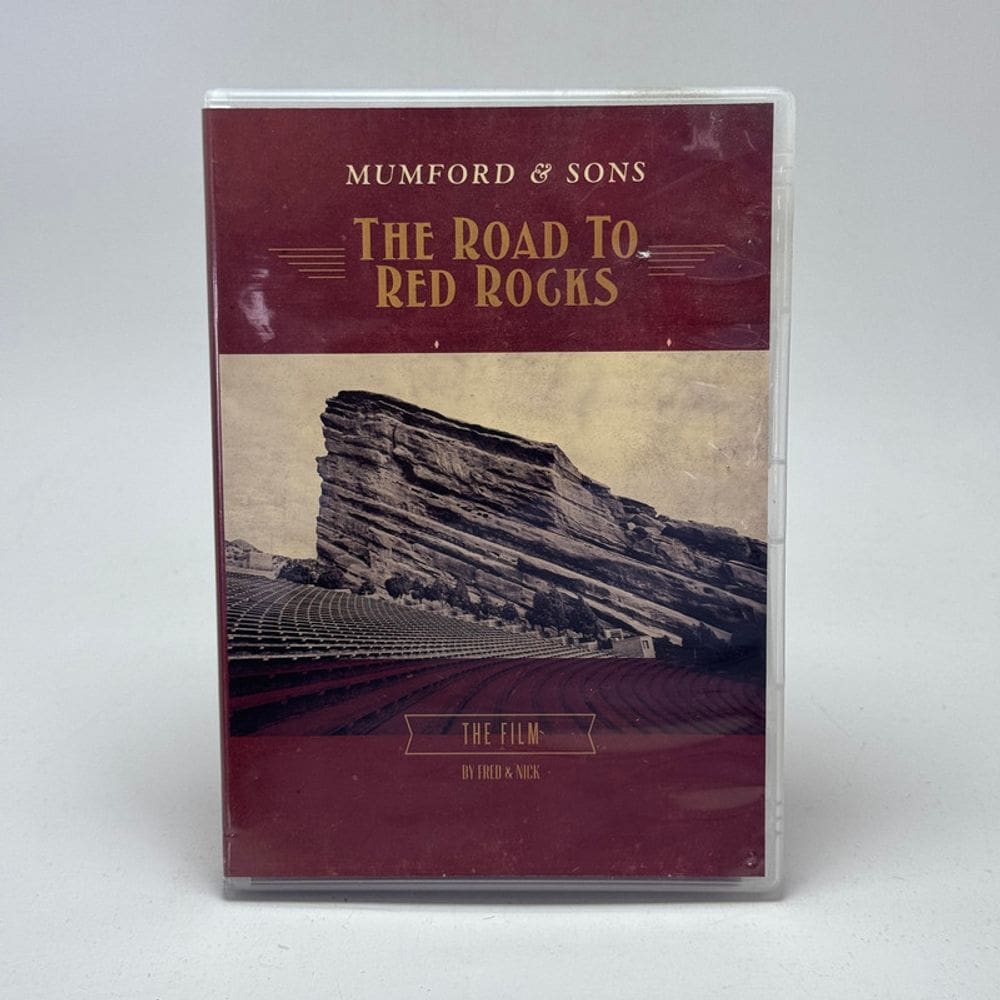 MUMFORD & SONS
THE ROAD TO
RED ROCKS
THE FILM
BY FRED & NICK